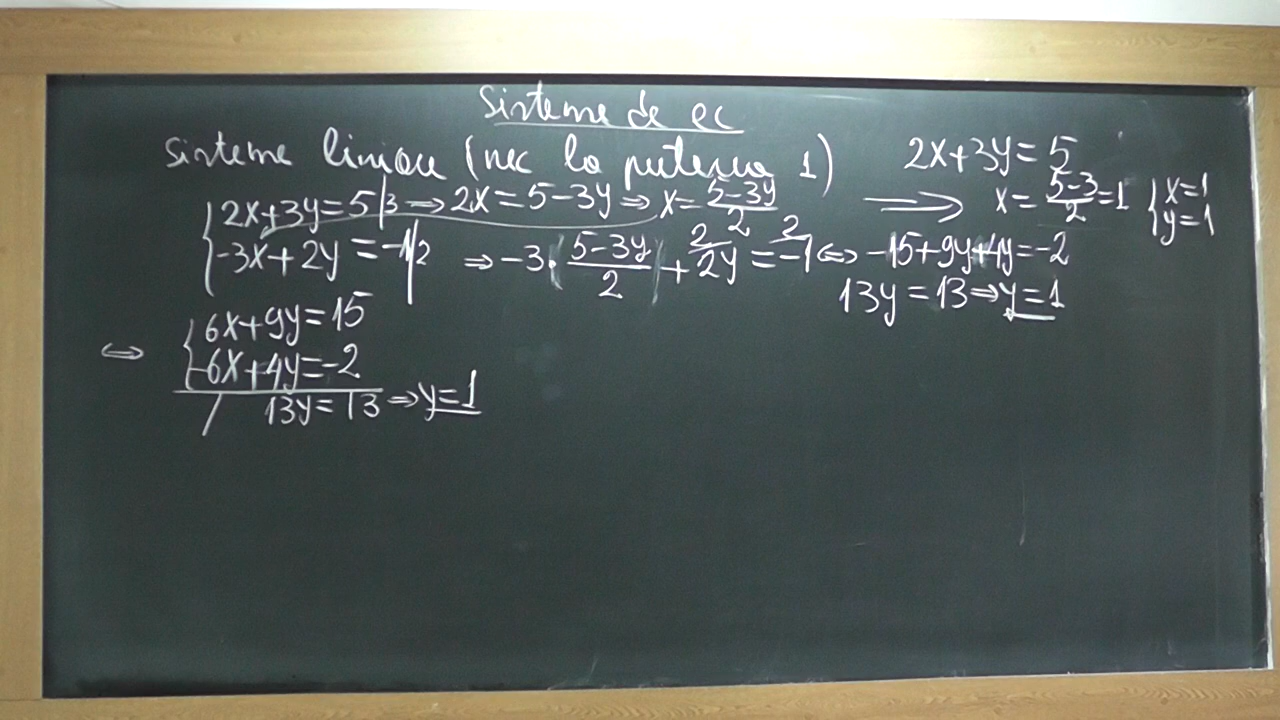 Sisteme de ec
Sisteme liniare (nec la puterea 1)
2x+3y=5
{2x+3y=5 |·3 ⇒ 2x=5-3y ⇒ x=(5-3y)/2
⟹ x=(5-3)/2=1 {x=1
y=1
{-3x+2y=-1 |·2 ⇒ -3·(5-3y)/2 + 2y=-1 ⇔ -15+9y+4y=-2
13y=13 ⇒ y=1
⇔ {6x+9y=15
-6x+4y=-2
/ 13y=13 ⇒ y=1